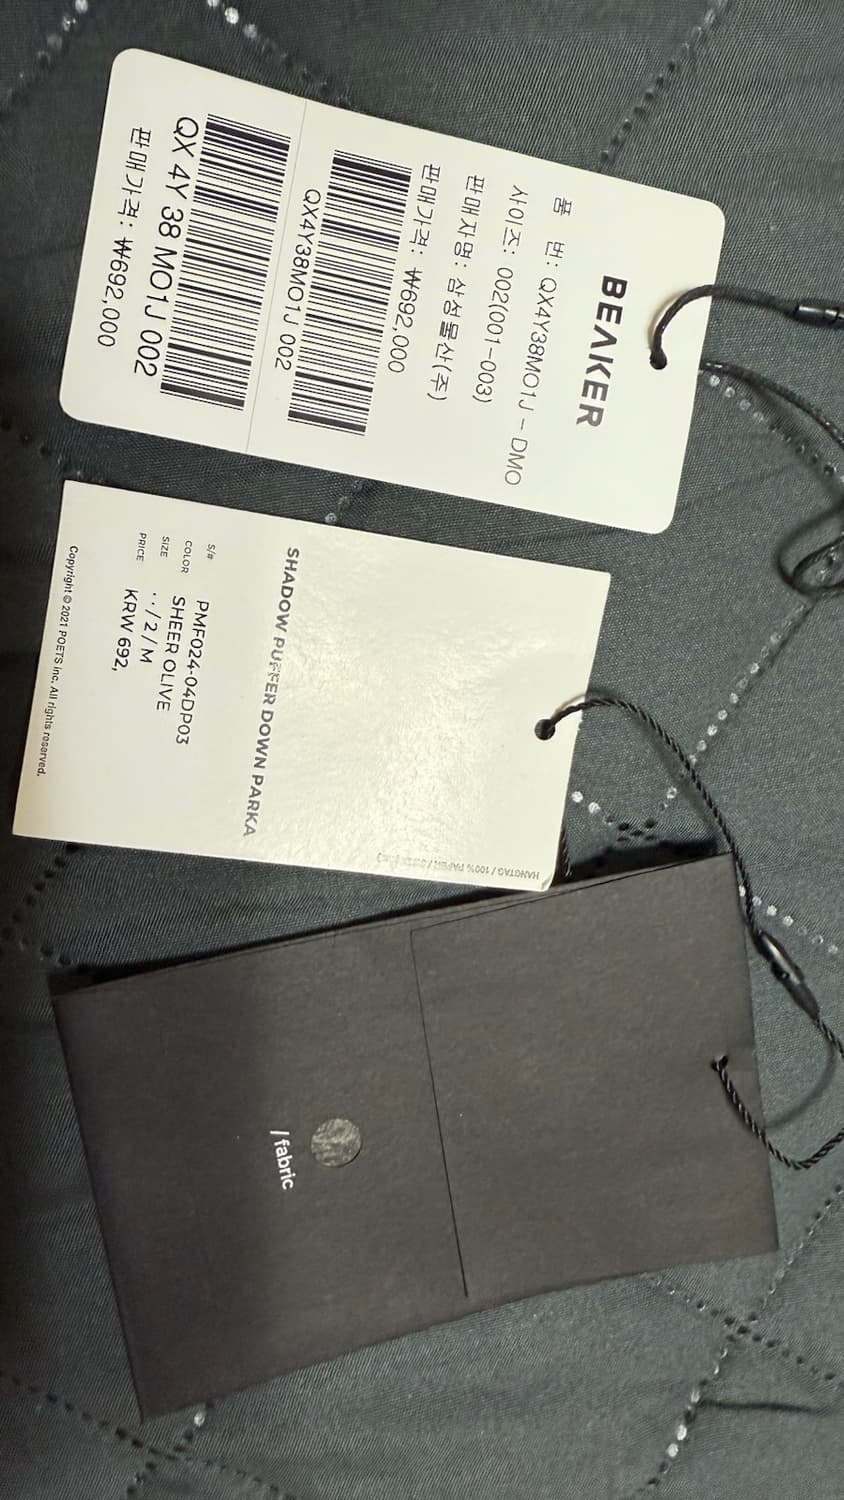 BEAKER
품 번: QX4Y38MO1J - DMO
사이즈: 002(001-003)
판매자명: 삼성물산(주)
판매가격: ₩692,000
QX4Y38MO1J 002
QX 4Y 38 MO1J 002
판매가격: ₩692,000
HANGTAG / 100% PAPER /
SHADOW PUFFER DOWN PARKA
S/# PMF024-04DP03
COLOR SHEER OLIVE
SIZE ··/2/M
PRICE KRW 692,
Copyright © 2021 POETS inc. All rights reserved.
/ fabric